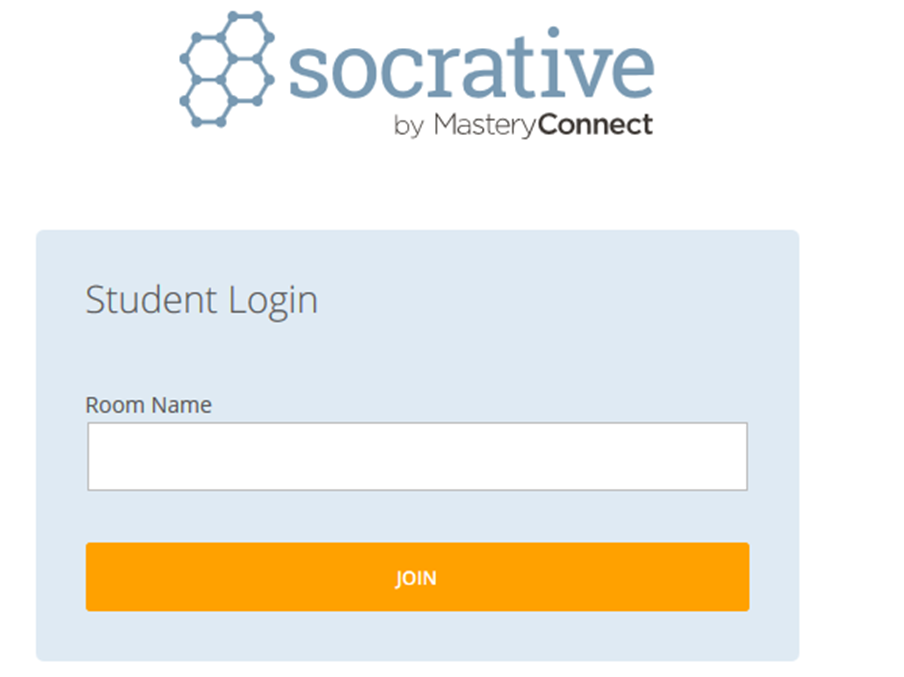 socrative
by MasteryConnect
Student Login
Room Name
JOIN